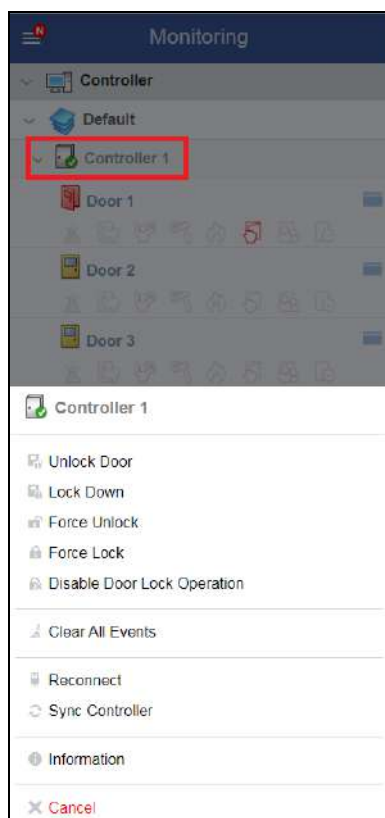 N
Monitoring
Controller
Default
Controller 1
Door 1
Door 2
Door 3
Controller 1
Unlock Door
Lock Down
Force Unlock
Force Lock
Disable Door Lock Operation
Clear All Events
Reconnect
Sync Controller
Information
Cancel